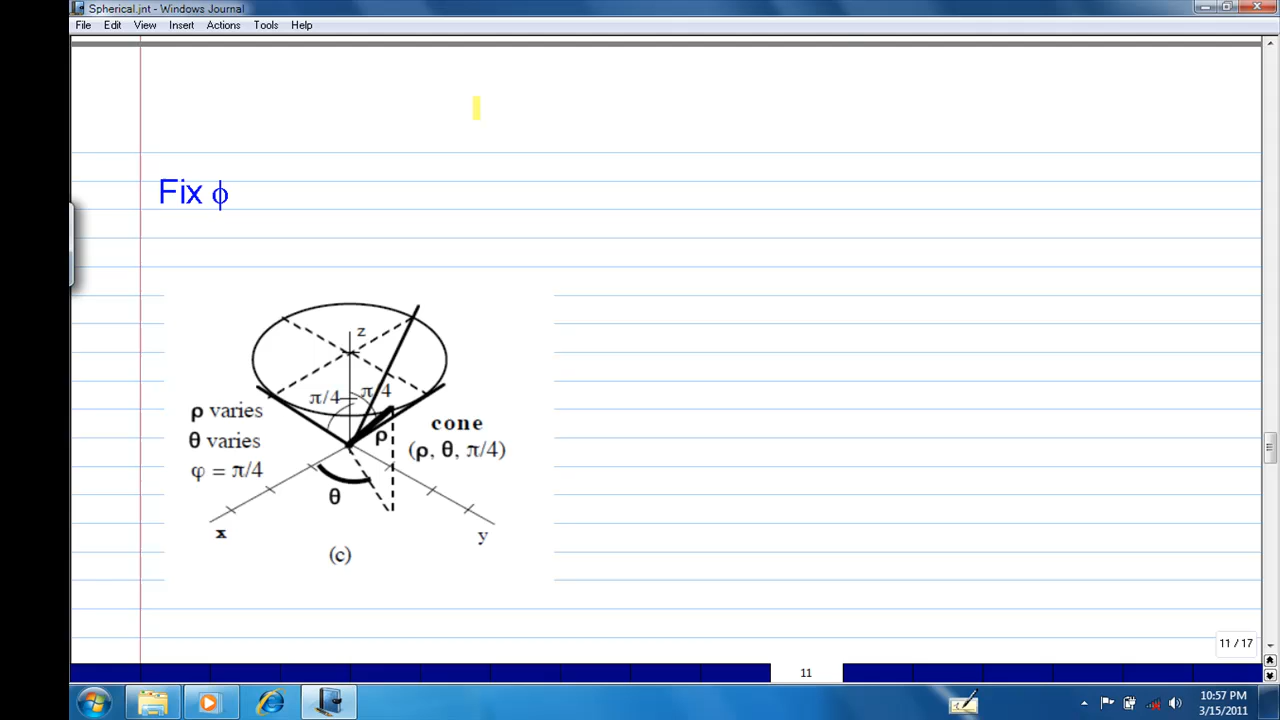 Spherical.jnt - Windows Journal
File Edit View Insert Actions Tools Help
Fix ϕ
z
π/4 π/4
ρ varies
θ varies
φ = π/4
ρ
cone
(ρ, θ, π/4)
θ
x
y
(c)
11 / 17
11
10:57 PM
3/15/2011